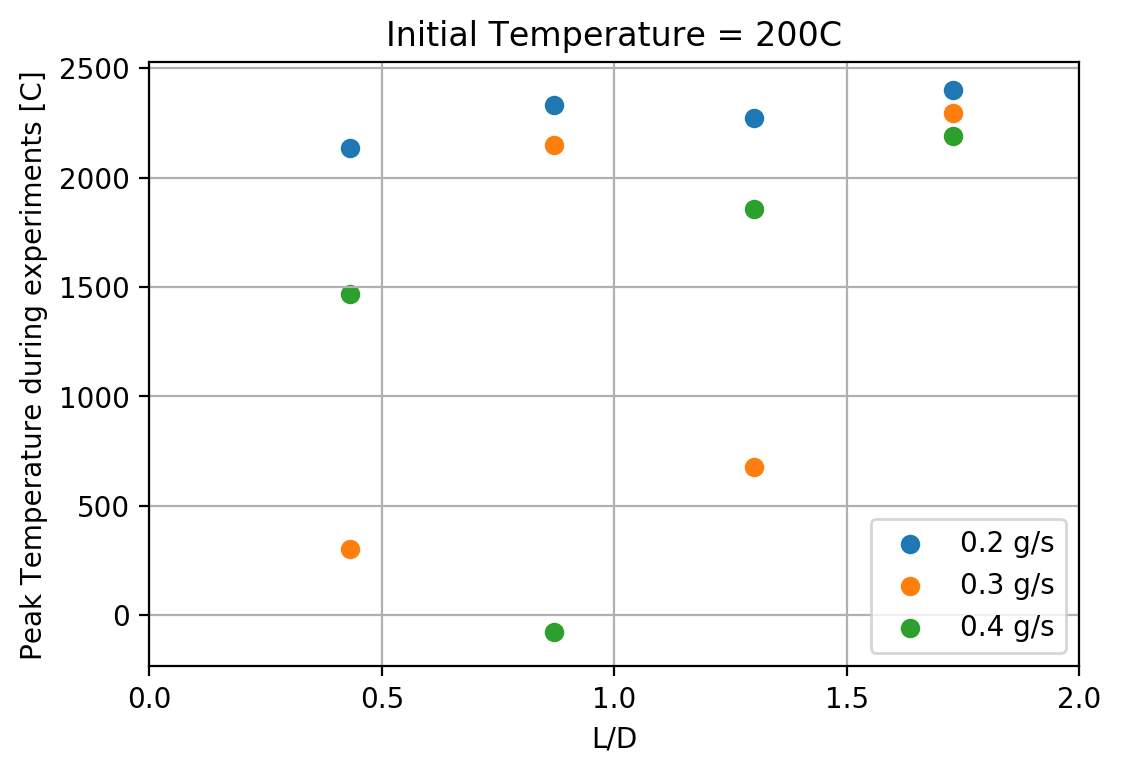 Initial Temperature = 200C
Peak Temperature during experiments [C]
2500
2000
1500
1000
500
0
0.0
0.5
1.0
1.5
2.0
L/D
0.2 g/s
0.3 g/s
0.4 g/s